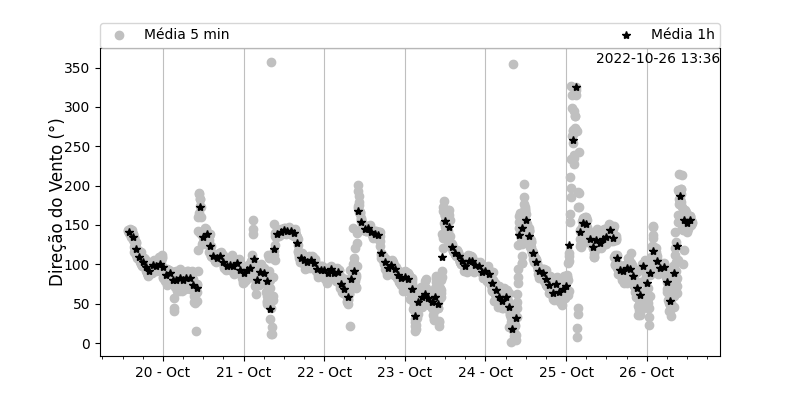 Média 5 min
Média 1h
2022-10-26 13:36
Direção do Vento (°)
350
300
250
200
150
100
50
0
20 - Oct
21 - Oct
22 - Oct
23 - Oct
24 - Oct
25 - Oct
26 - Oct